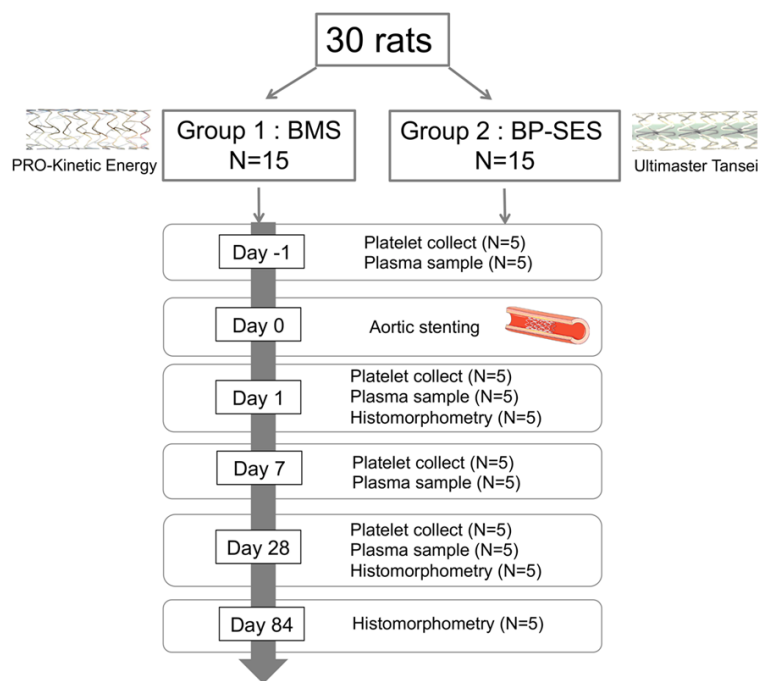 30 rats
Group 1 : BMS
N=15
Group 2 : BP-SES
N=15
PRO-Kinetic Energy
Ultimaster Tansei
Day -1
Platelet collect (N=5)
Plasma sample (N=5)
Day 0
Aortic stenting
Day 1
Platelet collect (N=5)
Plasma sample (N=5)
Histomorphometry (N=5)
Day 7
Platelet collect (N=5)
Plasma sample (N=5)
Day 28
Platelet collect (N=5)
Plasma sample (N=5)
Histomorphometry (N=5)
Day 84
Histomorphometry (N=5)